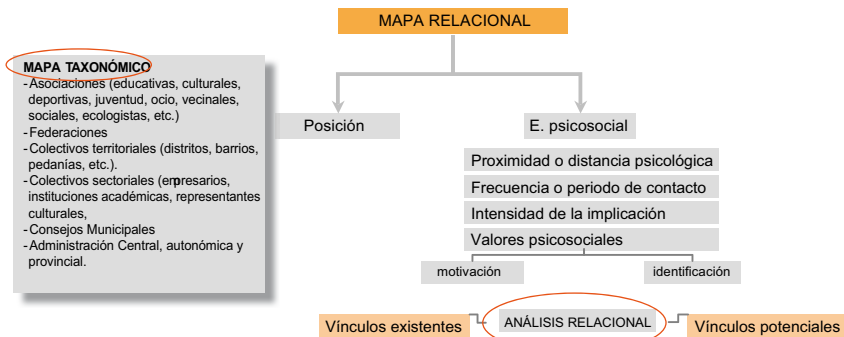 MAPA RELACIONAL
MAPA TAXONÓMICO
-Asociaciones (educativas, culturales,
deportivas, juventud, ocio, vecinales,
sociales, ecologistas, etc.)
-Federaciones
-Colectivos territoriales (distritos, barrios,
pedanías, etc.).
-Colectivos sectoriales (empresarios,
instituciones académicas, representantes
culturales,
-Consejos Municipales
-Administración Central, autonómica y
provincial.
Posición
E. psicosocial
Proximidad o distancia psicológica
Frecuencia o periodo de contacto
Intensidad de la implicación
Valores psicosociales
motivación
identificación
Vínculos existentes
ANÁLISIS RELACIONAL
Vínculos potenciales